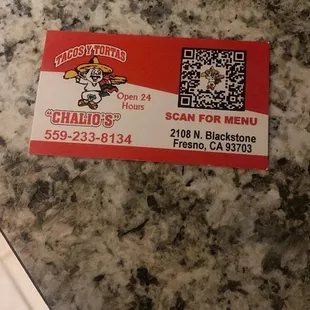 TACOS Y TORTAS
Open 24
Hours
"CHALIO'S"
559-233-8134
SCAN FOR MENU
2108 N. Blackstone
Fresno, CA 93703